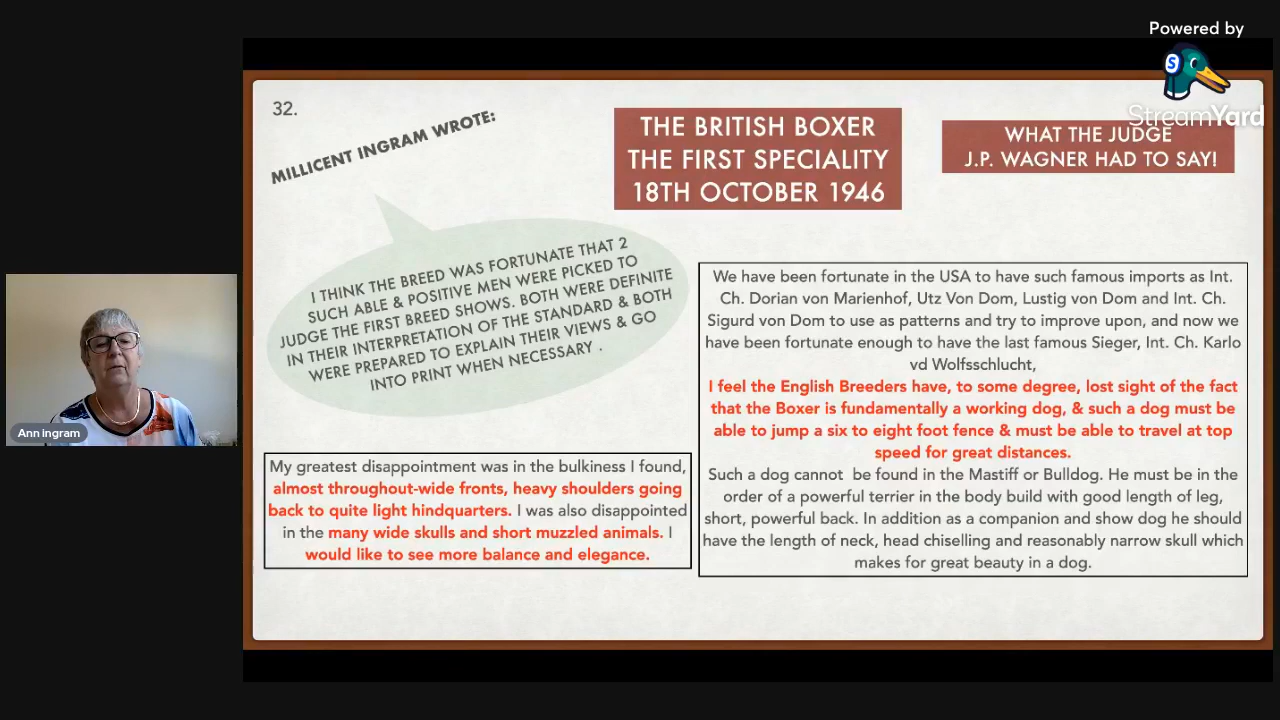 Powered by
StreamYard
32.
MILLICENT INGRAM WROTE:
THE BRITISH BOXER
THE FIRST SPECIALITY
18TH OCTOBER 1946
WHAT THE JUDGE
J.P. WAGNER HAD TO SAY!
I THINK THE BREED WAS FORTUNATE THAT 2
SUCH ABLE & POSITIVE MEN WERE PICKED TO
JUDGE THE FIRST BREED SHOWS. BOTH WERE DEFINITE
IN THEIR INTERPRETATION OF THE STANDARD & BOTH
WERE PREPARED TO EXPLAIN THEIR VIEWS & GO
INTO PRINT WHEN NECESSARY .
My greatest disappointment was in the bulkiness I found,
almost throughout-wide fronts, heavy shoulders going
back to quite light hindquarters. I was also disappointed
in the many wide skulls and short muzzled animals. I
would like to see more balance and elegance.
We have been fortunate in the USA to have such famous imports as Int.
Ch. Dorian von Marienhof, Utz Von Dom, Lustig von Dom and Int. Ch.
Sigurd von Dom to use as patterns and try to improve upon, and now we
have been fortunate enough to have the last famous Sieger, Int. Ch. Karlo
vd Wolfsschlucht,
I feel the English Breeders have, to some degree, lost sight of the fact
that the Boxer is fundamentally a working dog, & such a dog must be
able to jump a six to eight foot fence & must be able to travel at top
speed for great distances.
Such a dog cannot be found in the Mastiff or Bulldog. He must be in the
order of a powerful terrier in the body build with good length of leg,
short, powerful back. In addition as a companion and show dog he should
have the length of neck, head chiselling and reasonably narrow skull which
makes for great beauty in a dog.
Ann ingram